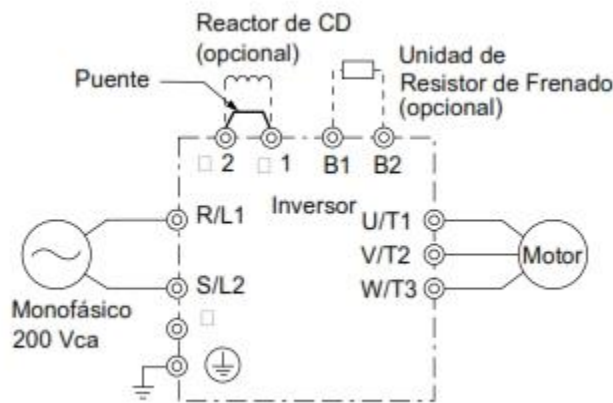 Reactor de CD
(opcional)
Puente
Unidad de
Resistor de Frenado
(opcional)
□ 2
□ 1
B1
B2
R/L1
Inversor
U/T1
V/T2
Motor
S/L2
W/T3
Monofásico
200 Vca
□